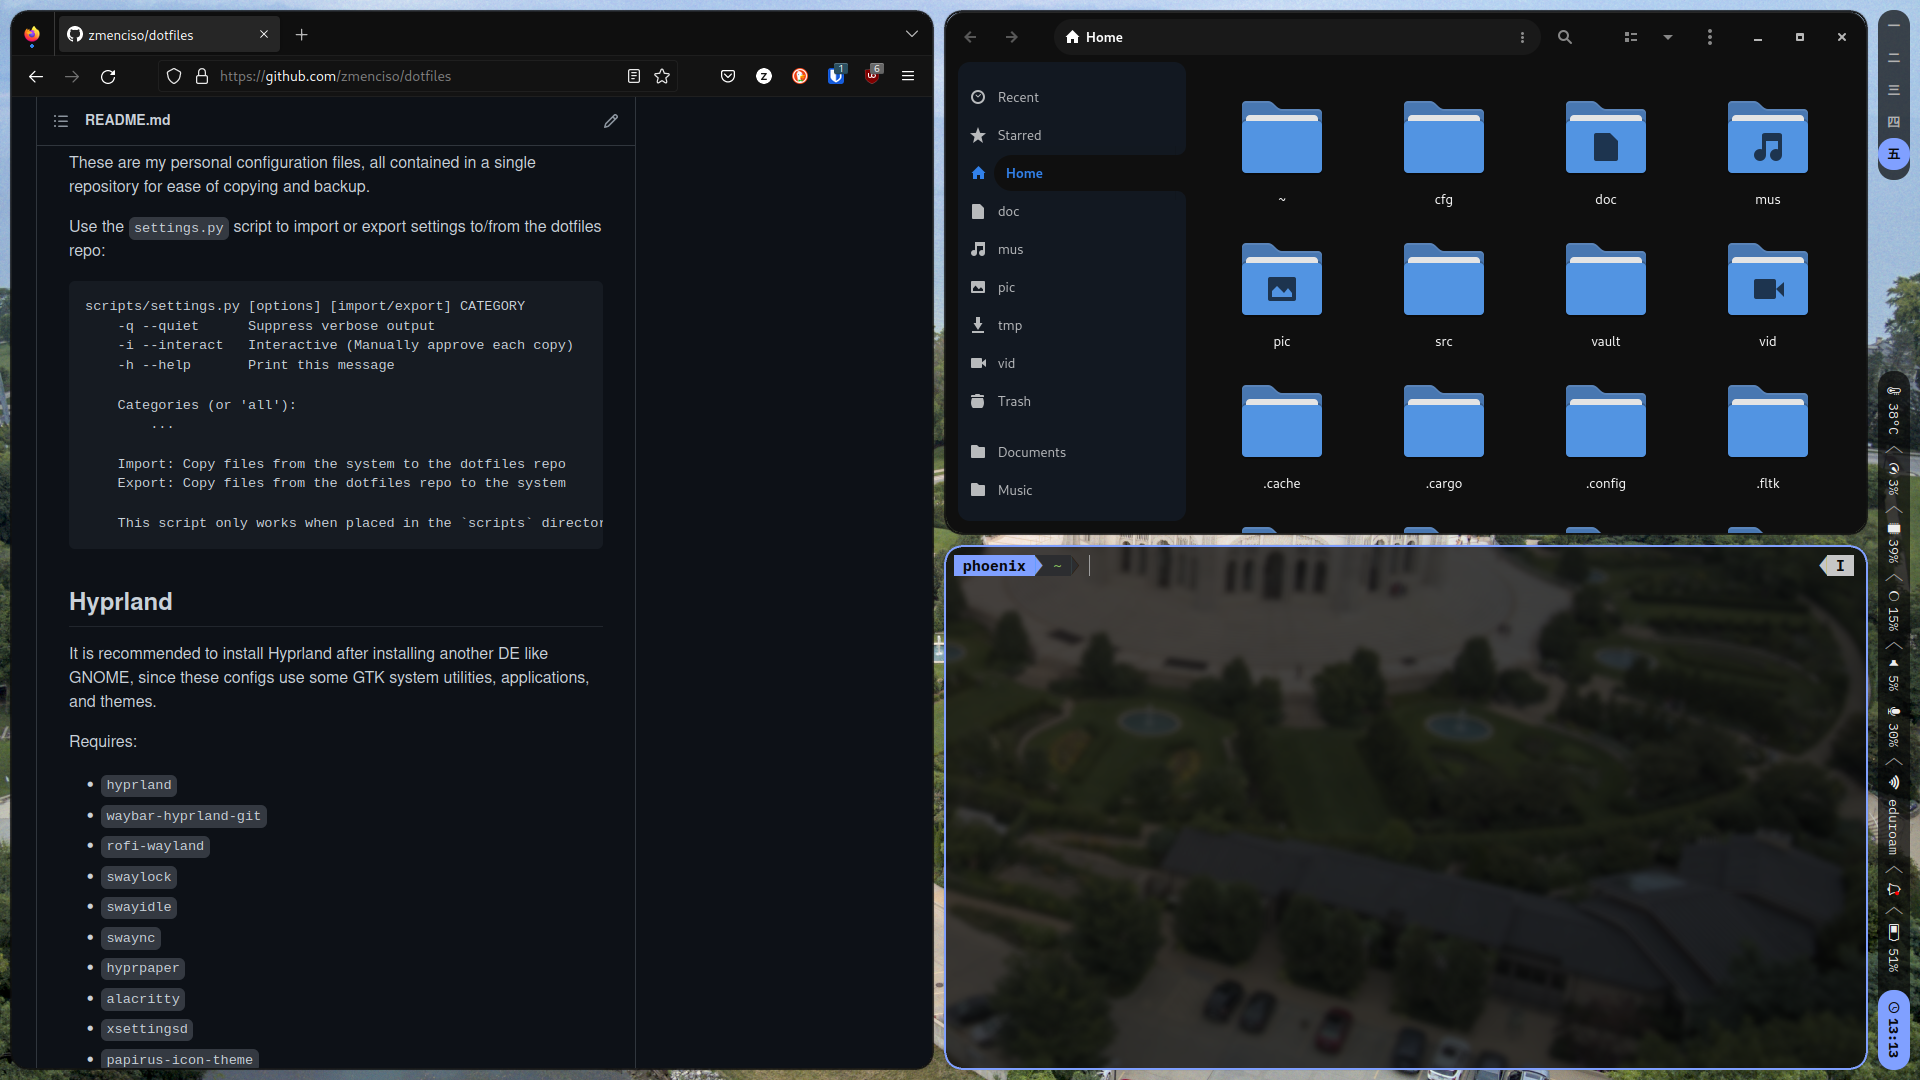 zmenciso/dotfiles
https://github.com/zmenciso/dotfiles
1
6
README.md
These are my personal configuration files, all contained in a single
repository for ease of copying and backup.
Use the settings.py script to import or export settings to/from the dotfiles
repo:
scripts/settings.py [options] [import/export] CATEGORY
-q --quiet Suppress verbose output
-i --interact Interactive (Manually approve each copy)
-h --help Print this message
Categories (or 'all'):
...
Import: Copy files from the system to the dotfiles repo
Export: Copy files from the dotfiles repo to the system
This script only works when placed in the `scripts` director
Hyprland
It is recommended to install Hyprland after installing another DE like
GNOME, since these configs use some GTK system utilities, applications,
and themes.
Requires:
hyprland
waybar-hyprland-git
rofi-wayland
swaylock
swayidle
swaync
hyprpaper
alacritty
xsettingsd
papirus-icon-theme
Home
Recent
Starred
Home
doc
mus
pic
tmp
vid
Trash
Documents
Music
~ cfg doc mus
pic src vault vid
.cache .cargo .config .fltk
phoenix ~
I
一
二
三
四
五
38°C
3%
39%
15%
5%
30%
eduroam
51%
13:13